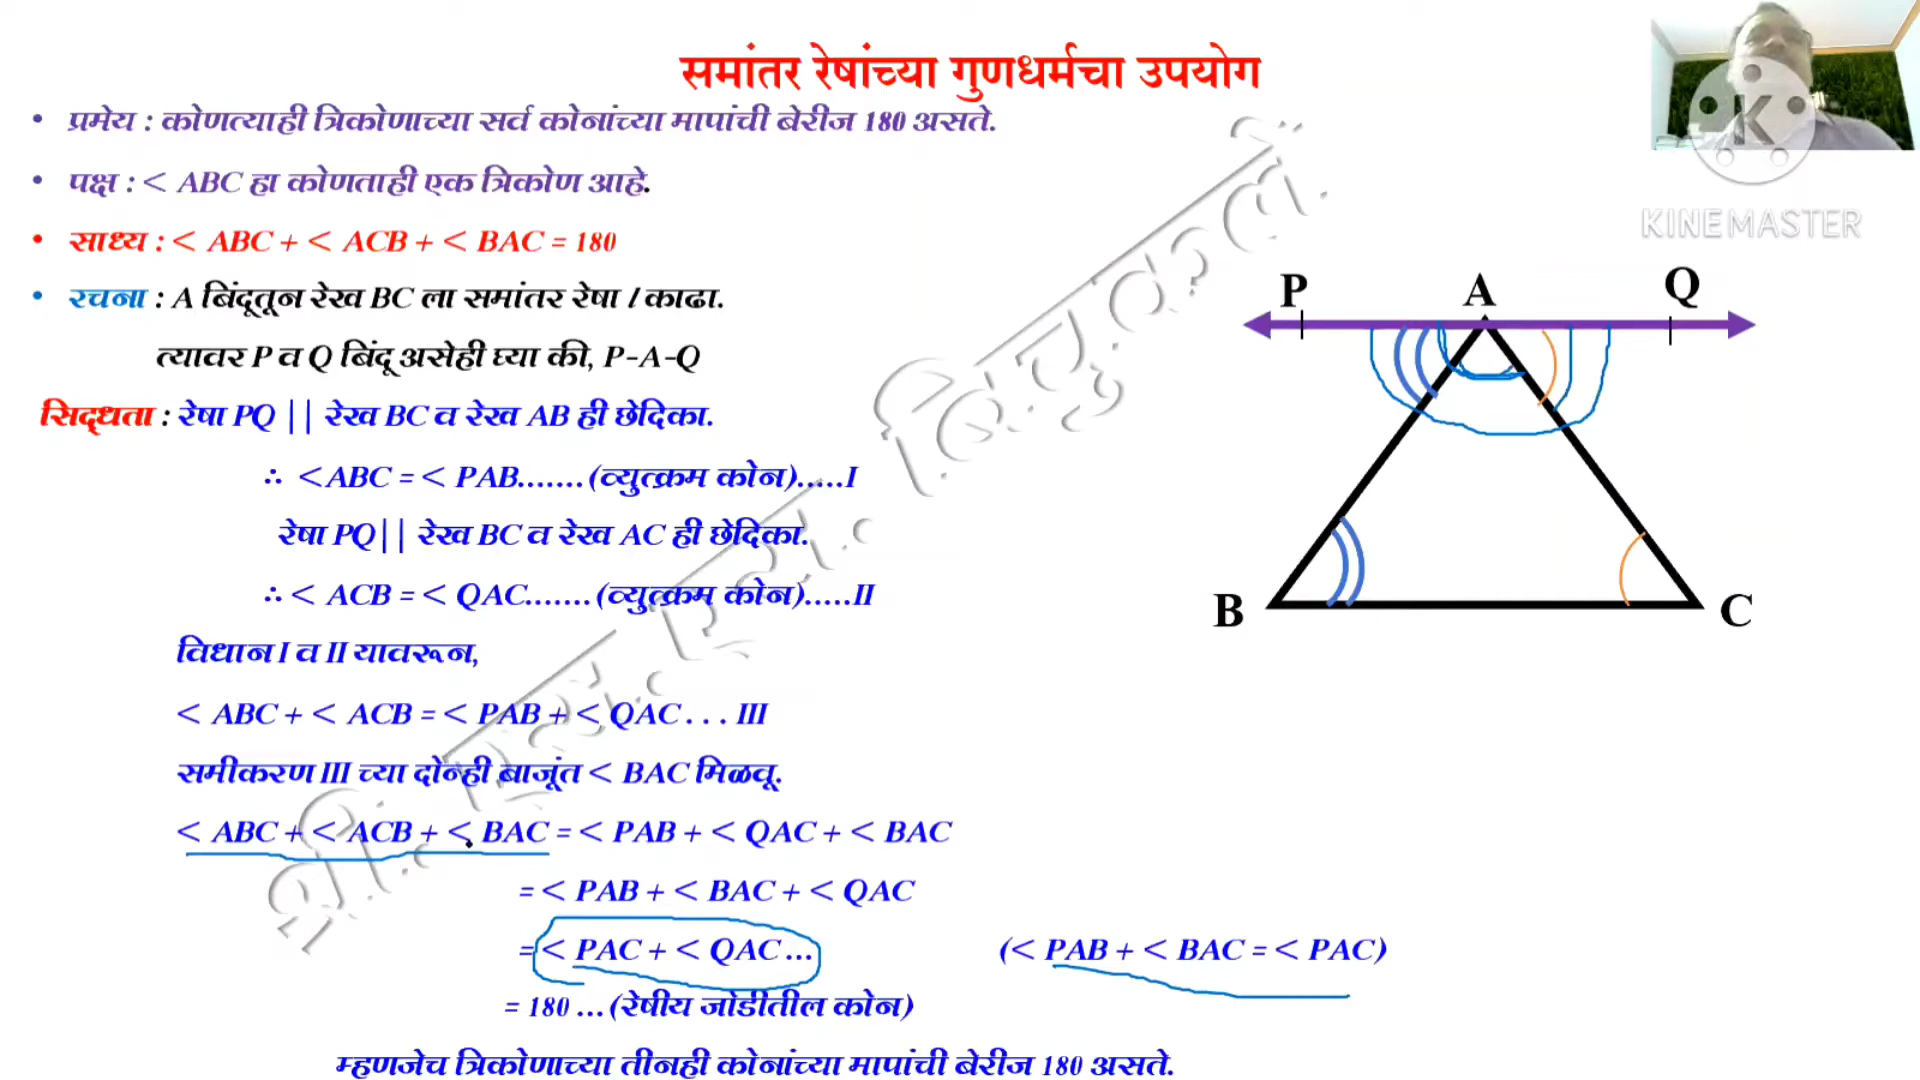 समांतर रेषांच्या गुणधर्मचा उपयोग
• प्रमेय : कोणत्याही त्रिकोणाच्या सर्व कोनांच्या मापांची बेरीज 180 असते.
• पक्ष : < ABC हा कोणताही एक त्रिकोण आहे.
• साध्य : < ABC + < ACB + < BAC = 180
• रचना : A बिंदूतून रेख BC ला समांतर रेषा l काढा.
त्यावर P व Q बिंदू असेही घ्या की, P-A-Q
सिद्धता : रेषा PQ || रेख BC व रेख AB ही छेदिका.
∴ <ABC = < PAB.......(व्युत्क्रम कोन).....I
रेषा PQ|| रेख BC व रेख AC ही छेदिका.
∴ < ACB = < QAC.......(व्युत्क्रम कोन).....II
विधान I व II यावरून,
< ABC + < ACB = < PAB + < QAC . . . III
समीकरण III च्या दोन्ही बाजूंत < BAC मिळवू.
< ABC + < ACB + < BAC = < PAB + < QAC + < BAC
= < PAB + < BAC + < QAC
= < PAC + < QAC ... (< PAB + < BAC = < PAC)
= 180 ... (रेषीय जोडीतील कोन)
म्हणजेच त्रिकोणाच्या तीनही कोनांच्या मापांची बेरीज 180 असते.
K
KINEMASTER
P A Q
B C
श्री. एस. एस. बिचुकले.